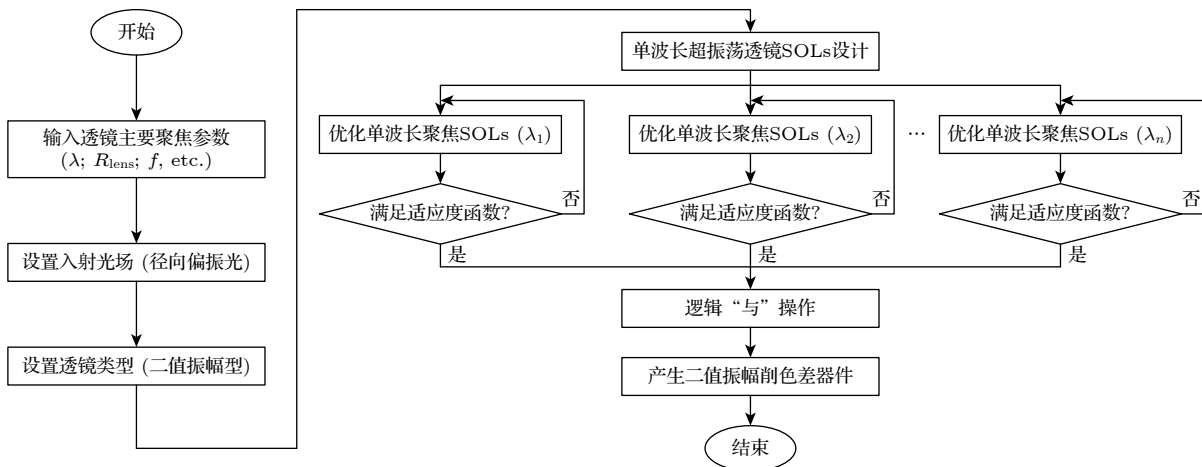 开始
输入透镜主要聚焦参数
(λ; R_lens; f, etc.)
设置入射光场 (径向偏振光)
设置透镜类型 (二值振幅型)
单波长超振荡透镜SOLs设计
优化单波长聚焦SOLs (λ₁)
优化单波长聚焦SOLs (λ₂)
…
优化单波长聚焦SOLs (λₙ)
满足适应度函数?
否
满足适应度函数?
否
满足适应度函数?
否
是
是
是
逻辑“与”操作
产生二值振幅削色差器件
结束